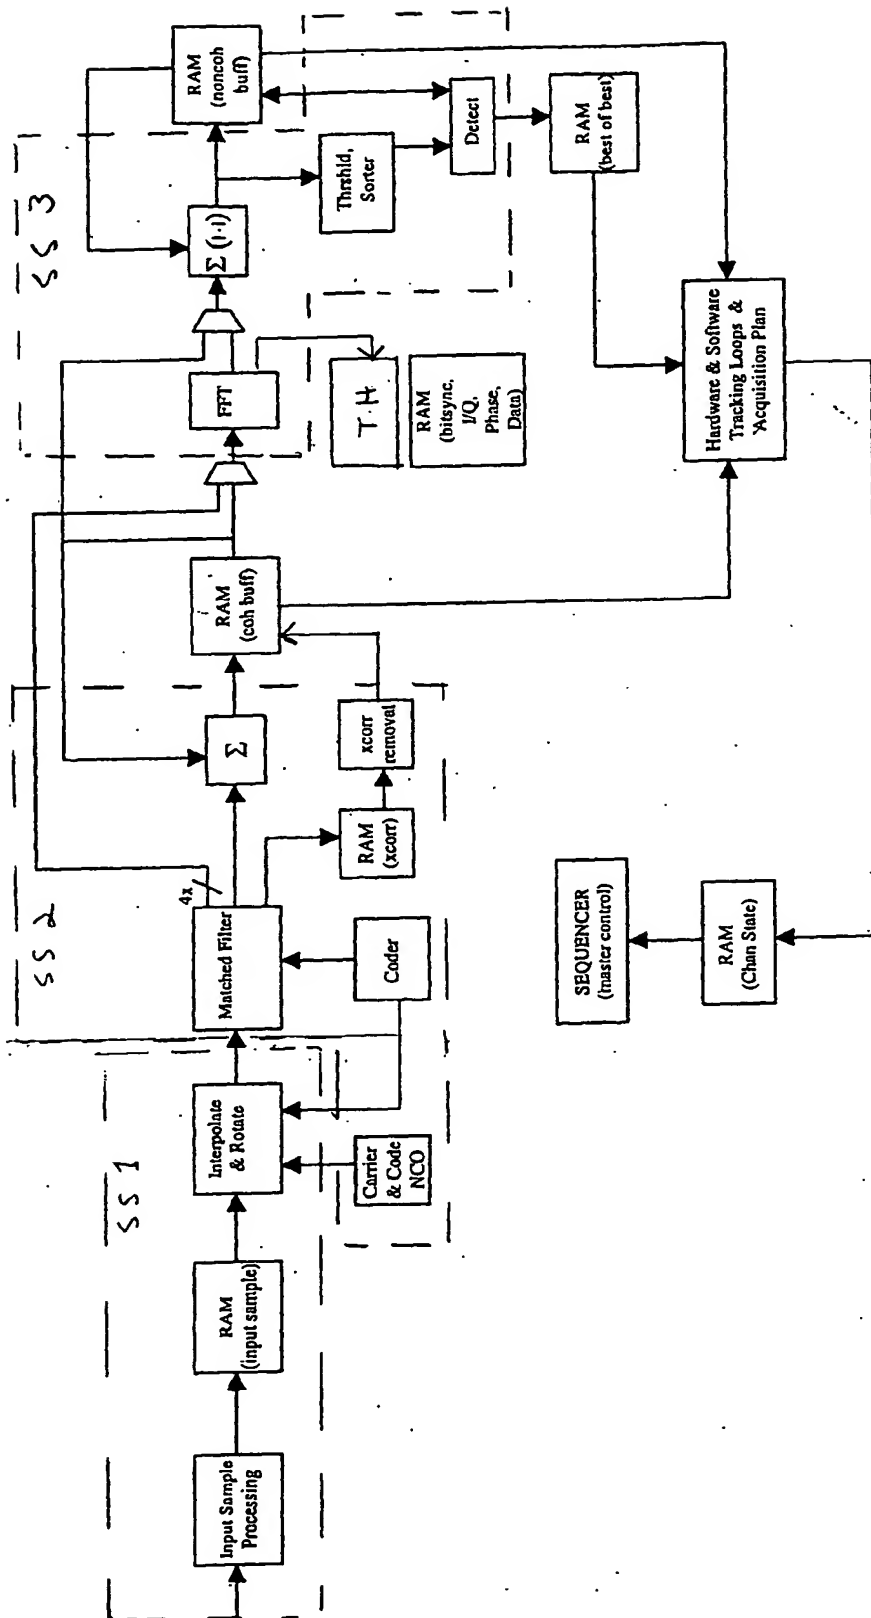 SS 1
Input Sample
Processing
RAM
(input sample)
Interpolate
& Rotate
Carrier
& Code
NCO
SS 2
Matched Filter
4x
Coder
Σ
RAM
(xcorr)
xcorr
removal
RAM
(coh buff)
SS 3
FFT
T.H
RAM
(bitsync,
I/Q,
Phase,
Data)
Σ (|·|)
RAM
(noncoh
buff)
Thrshld,
Sorter
Detect
RAM
(best of best)
Hardware & Software
Tracking Loops &
Acquisition Plan
SEQUENCER
(master control)
RAM
(Chan State)